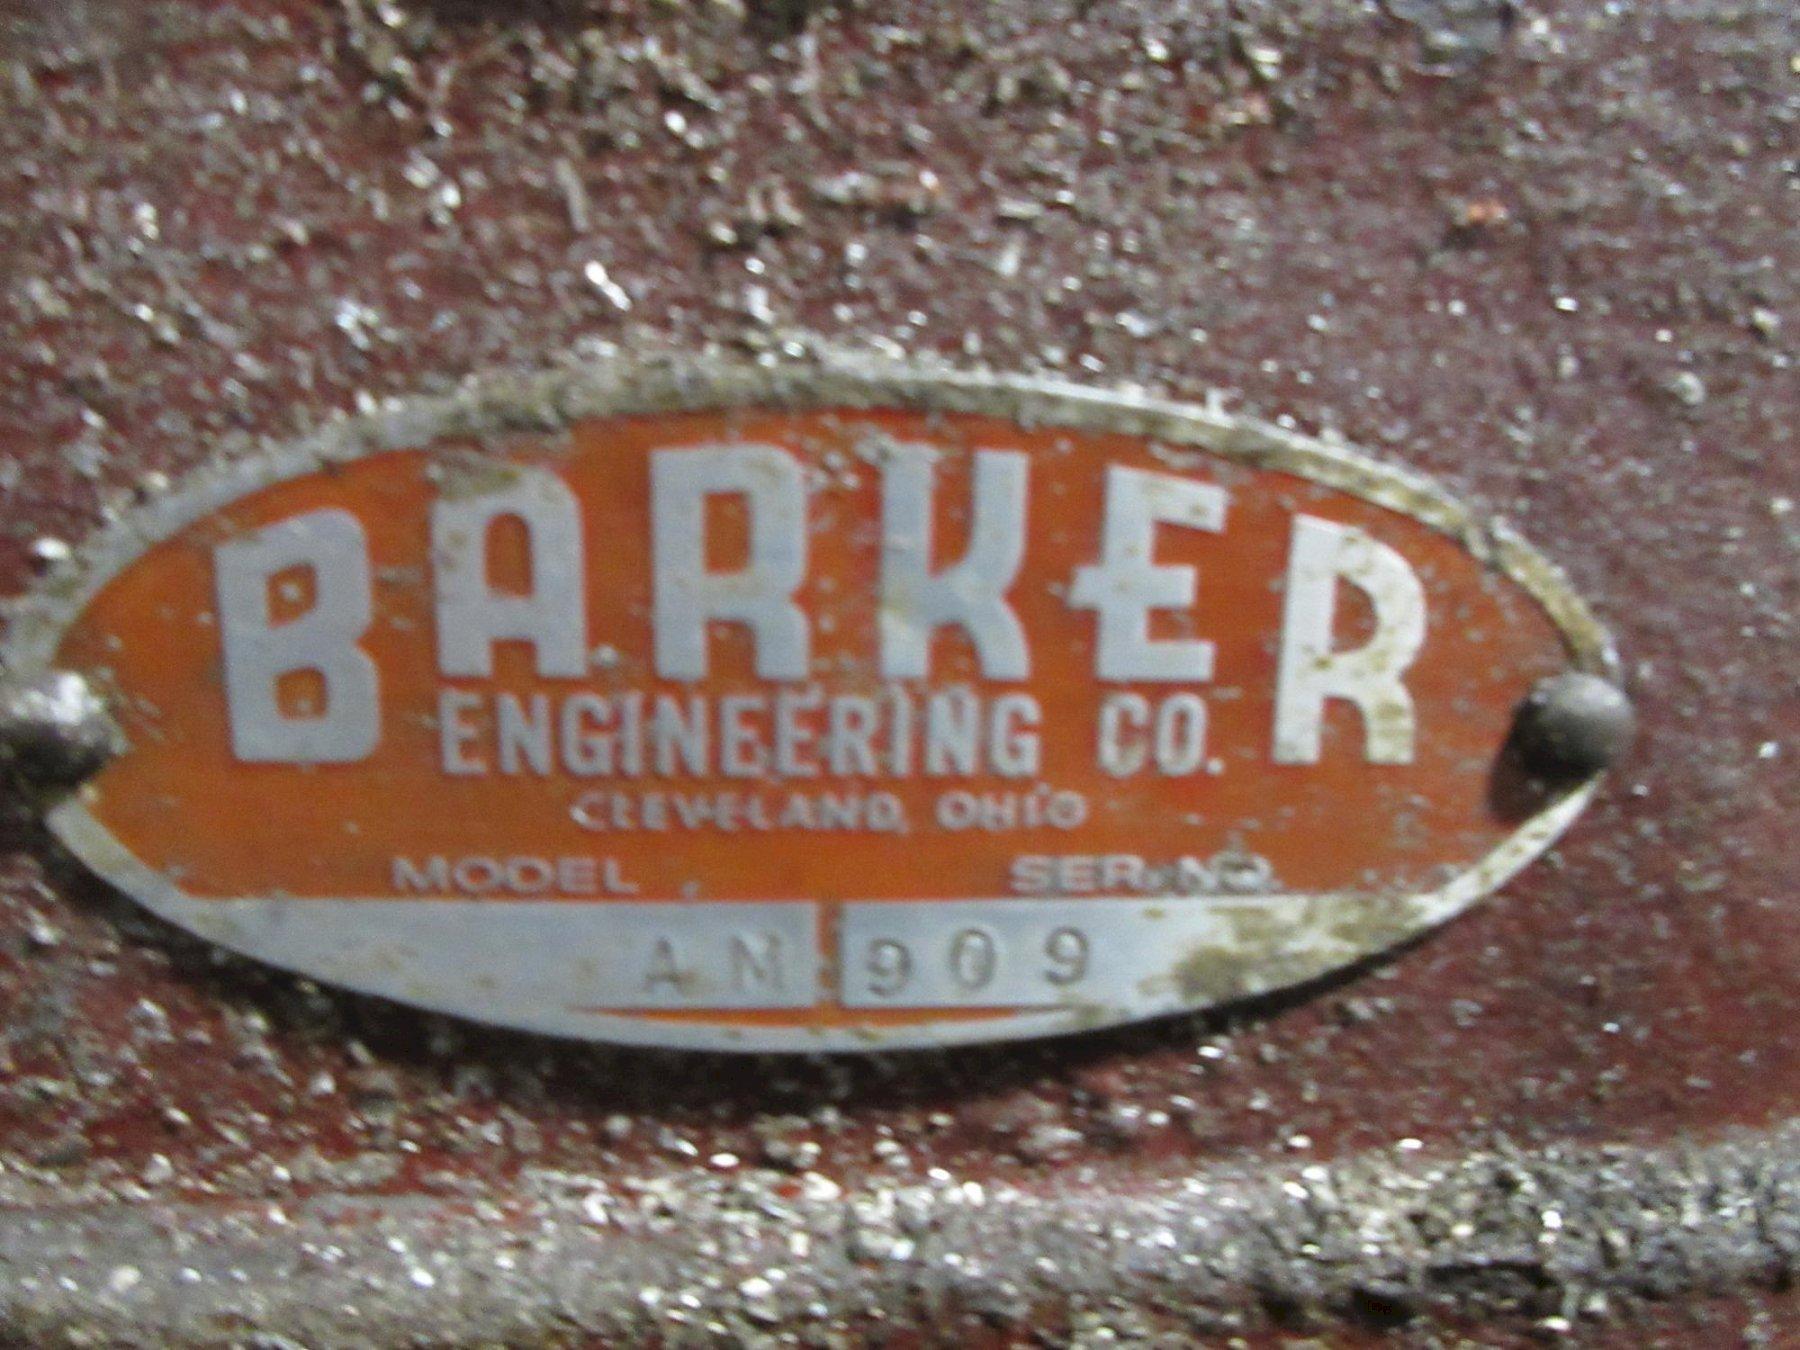 BARKER
ENGINEERING CO.
CLEVELAND, OHIO
MODEL SER. NO.
AM 909